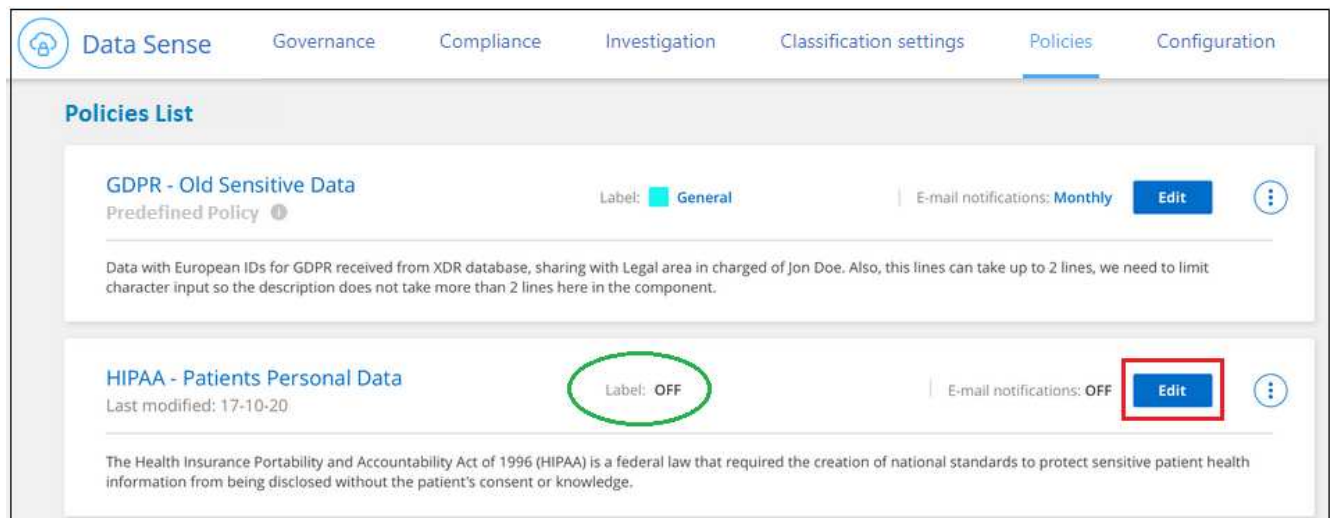 Data Sense Governance Compliance Investigation Classification settings Policies Configuration
Policies List
GDPR - Old Sensitive Data
Predefined Policy
Label: General
E-mail notifications: Monthly
Edit
Data with European IDs for GDPR received from XDR database, sharing with Legal area in charged of Jon Doe. Also, this lines can take up to 2 lines, we need to limit
character input so the description does not take more than 2 lines here in the component.
HIPAA - Patients Personal Data
Last modified: 17-10-20
Label: OFF
E-mail notifications: OFF
Edit
The Health Insurance Portability and Accountability Act of 1996 (HIPAA) is a federal law that required the creation of national standards to protect sensitive patient health
information from being disclosed without the patient's consent or knowledge.